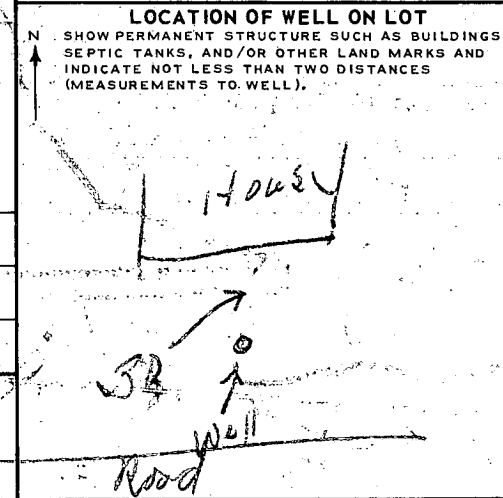 LOCATION OF WELL ON LOT
N SHOW PERMANENT STRUCTURE SUCH AS BUILDINGS
SEPTIC TANKS, AND/OR OTHER LAND MARKS AND
INDICATE NOT LESS THAN TWO DISTANCES
(MEASUREMENTS TO WELL).
House
Well
Road